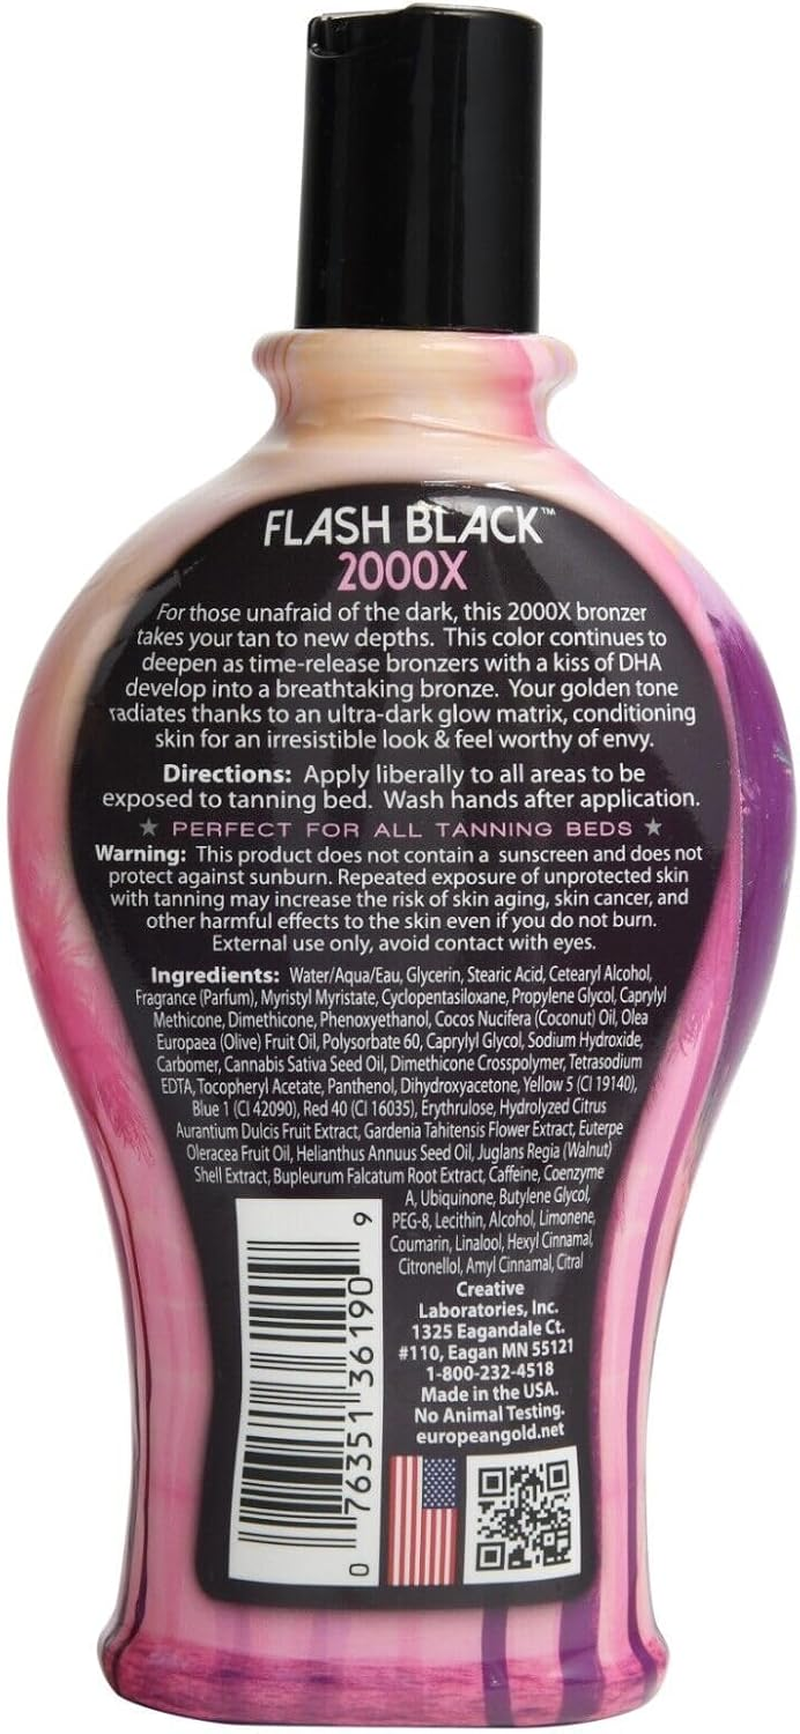 FLASH BLACK™
2000X
For those unafraid of the dark, this 2000X bronzer
takes your tan to new depths. This color continues to
deepen as time-release bronzers with a kiss of DHA
develop into a breathtaking bronze. Your golden tone
radiates thanks to an ultra-dark glow matrix, conditioning
skin for an irresistible look & feel worthy of envy.
Directions: Apply liberally to all areas to be
exposed to tanning bed. Wash hands after application.
★ PERFECT FOR ALL TANNING BEDS ★
Warning: This product does not contain a sunscreen and does not
protect against sunburn. Repeated exposure of unprotected skin
with tanning may increase the risk of skin aging, skin cancer, and
other harmful effects to the skin even if you do not burn.
External use only, avoid contact with eyes.
Ingredients: Water/Aqua/Eau, Glycerin, Stearic Acid, Cetearyl Alcohol,
Fragrance (Parfum), Myristyl Myristate, Cyclopentasiloxane, Propylene Glycol, Caprylyl
Methicone, Dimethicone, Phenoxyethanol, Cocos Nucifera (Coconut) Oil, Olea
Europaea (Olive) Fruit Oil, Polysorbate 60, Caprylyl Glycol, Sodium Hydroxide,
Carbomer, Cannabis Sativa Seed Oil, Dimethicone Crosspolymer, Tetrasodium
EDTA, Tocopheryl Acetate, Panthenol, Dihydroxyacetone, Yellow 5 (CI 19140),
Blue 1 (CI 42090), Red 40 (CI 16035), Erythrulose, Hydrolyzed Citrus
Aurantium Dulcis Fruit Extract, Gardenia Tahitensis Flower Extract, Euterpe
Oleracea Fruit Oil, Helianthus Annuus Seed Oil, Juglans Regia (Walnut)
Shell Extract, Bupleurum Falcatum Root Extract, Caffeine, Coenzyme
A, Ubiquinone, Butylene Glycol,
PEG-8, Lecithin, Alcohol, Limonene,
Coumarin, Linalool, Hexyl Cinnamal,
Citronellol, Amyl Cinnamal, Citral
Creative
Laboratories, Inc.
1325 Eagandale Ct.
#110, Eagan MN 55121
1-800-232-4518
Made in the USA.
No Animal Testing.
europeangold.net
0 76351 36190 9